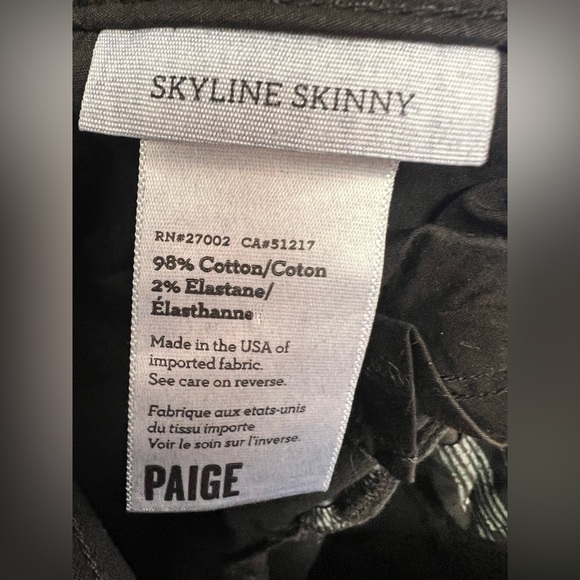 SKYLINE SKINNY
RN#27002 CA#51217
98% Cotton/Coton
2% Elastane/
Élasthanne
Made in the USA of
imported fabric.
See care on reverse.
Fabrique aux etats-unis
du tissu importe
Voir le soin sur l'inverse.
PAIGE